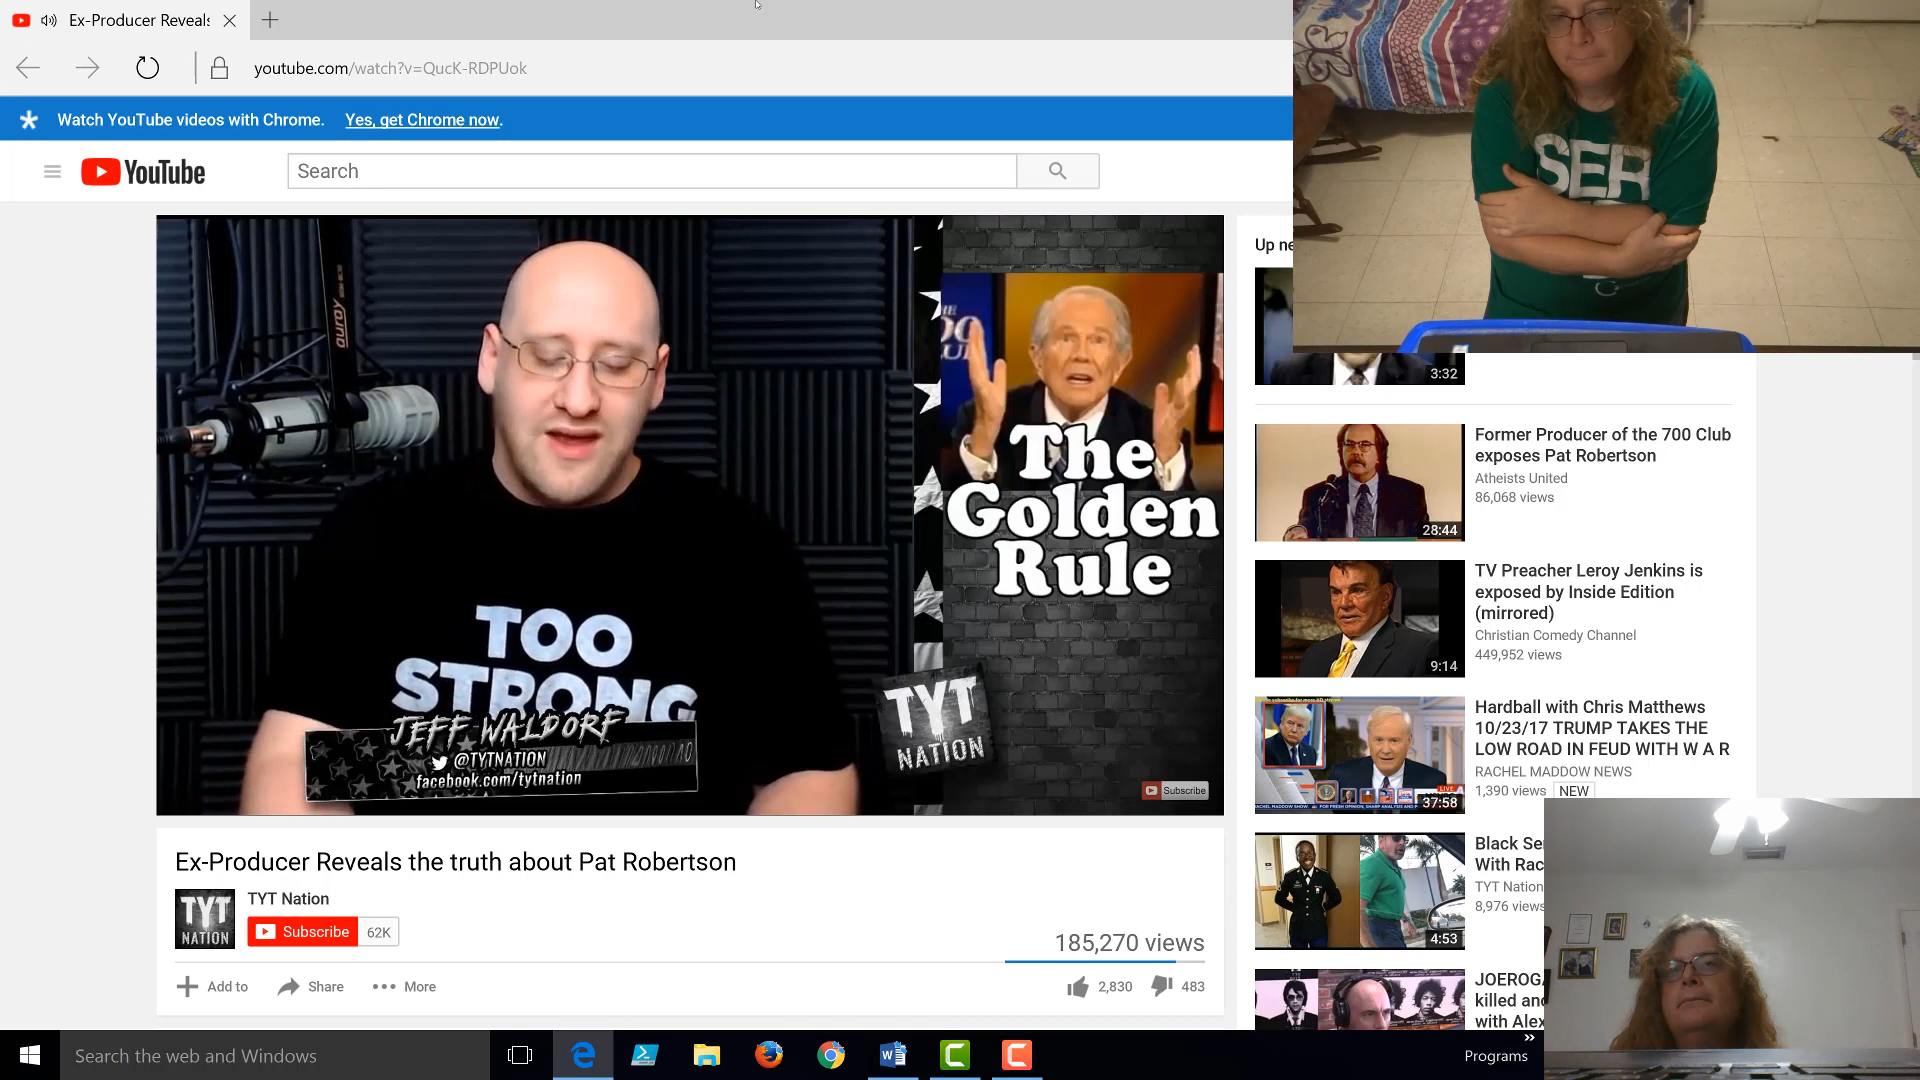 Ex-Producer Reveals
youtube.com/watch?v=QucK-RDPUok
Watch YouTube videos with Chrome. Yes, get Chrome now.
YouTube
Search
SER
Up ne
3:32
THE
The
Golden
Rule
TOO
STRONG
JEFF WALDORF
@TYTNATION
facebook.com/tytnation
TYT
NATION
Subscribe
Former Producer of the 700 Club
exposes Pat Robertson
Atheists United
86,068 views
28:44
TV Preacher Leroy Jenkins is
exposed by Inside Edition
(mirrored)
Christian Comedy Channel
449,952 views
9:14
Hardball with Chris Matthews
10/23/17 TRUMP TAKES THE
LOW ROAD IN FEUD WITH W A R
RACHEL MADDOW NEWS
1,390 views NEW
37:58
Black Se
With Rac
TYT Nation
8,976 views
4:53
JOEROGA
killed and
with Alex
Ex-Producer Reveals the truth about Pat Robertson
TYT
NATION
TYT Nation
Subscribe 62K
185,270 views
Add to Share More
2,830 483
Search the web and Windows
Programs